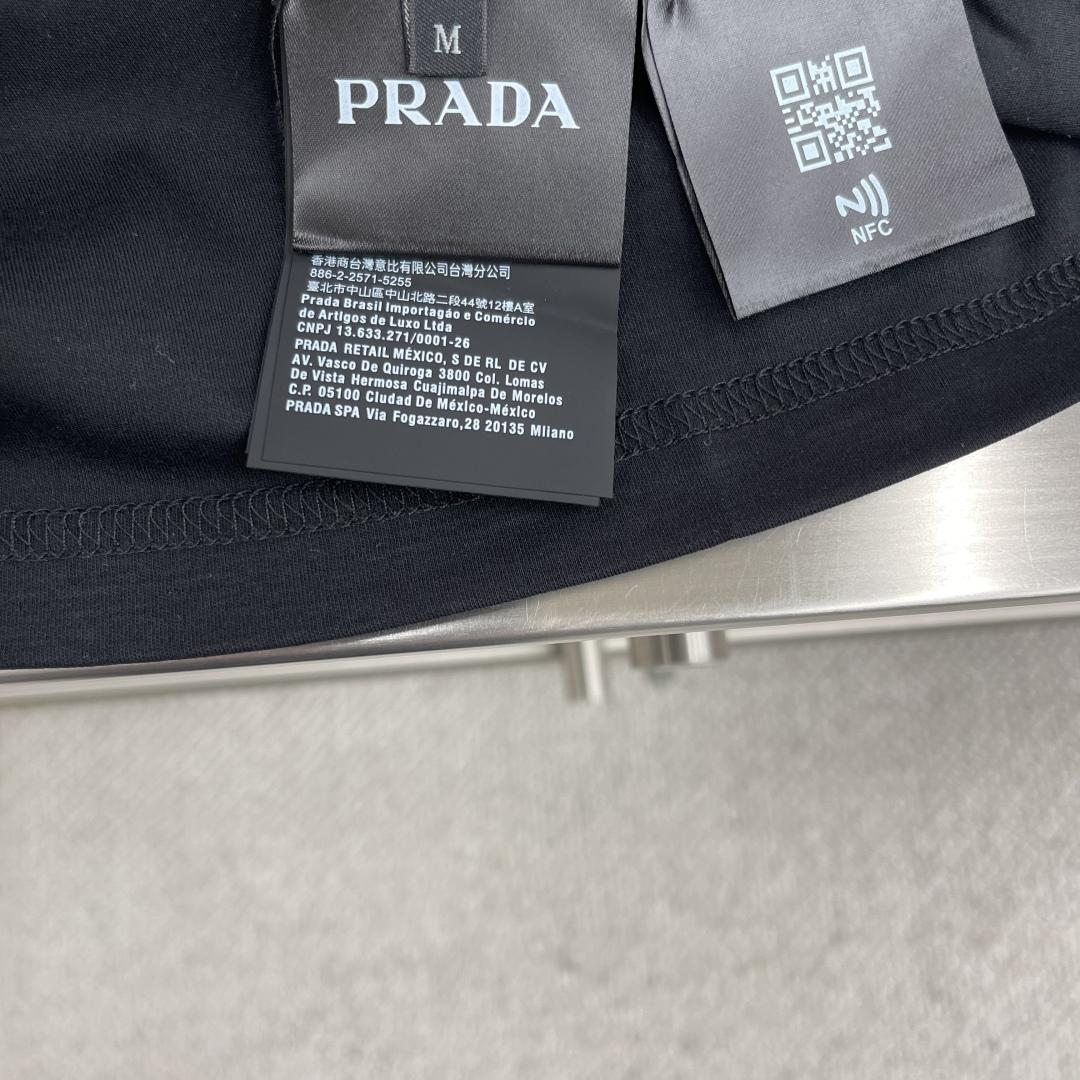 M
PRADA
NFC
香港商台灣意比有限公司台灣分公司
886-2-2571-5255
臺北市中山區中山北路二段44號12樓A室
Prada Brasil Importagáo e Comércio
de Artigos de Luxo Ltda
CNPJ 13.633.271/0001-26
PRADA RETAIL MÉXICO, S DE RL DE CV
AV. Vasco De Quiroga 3800 Col. Lomas
De Vista Hermosa Cuajimalpa De Morelos
C.P. 05100 Ciudad De México-México
PRADA SPA Via Fogazzaro,28 20135 Mliano